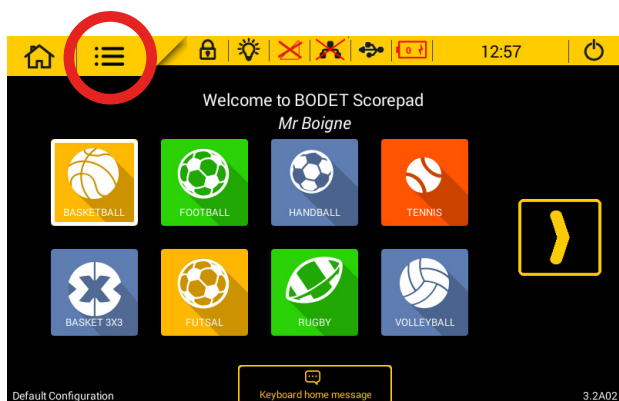 12:57
Welcome to BODET Scorepad
Mr Boigne
BASKETBALL
FOOTBALL
HANDBALL
TENNIS
BASKET 3X3
FUTSAL
RUGBY
VOLLEYBALL
Keyboard home message
Default Configuration
3.2A02